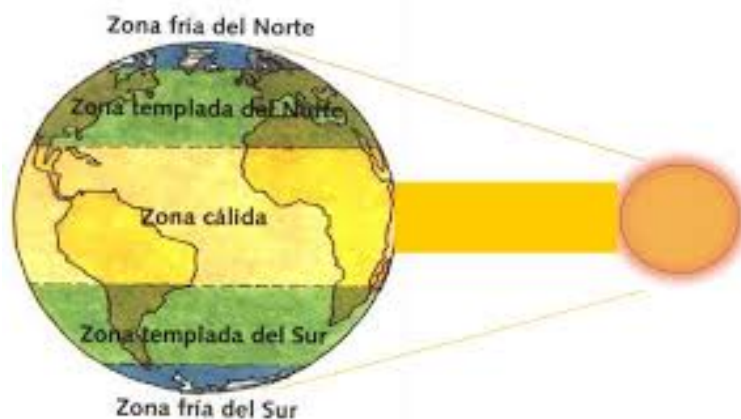 Zona fría del Norte
Zona templada del Norte
Zona cálida
Zona templada del Sur
Zona fría del Sur